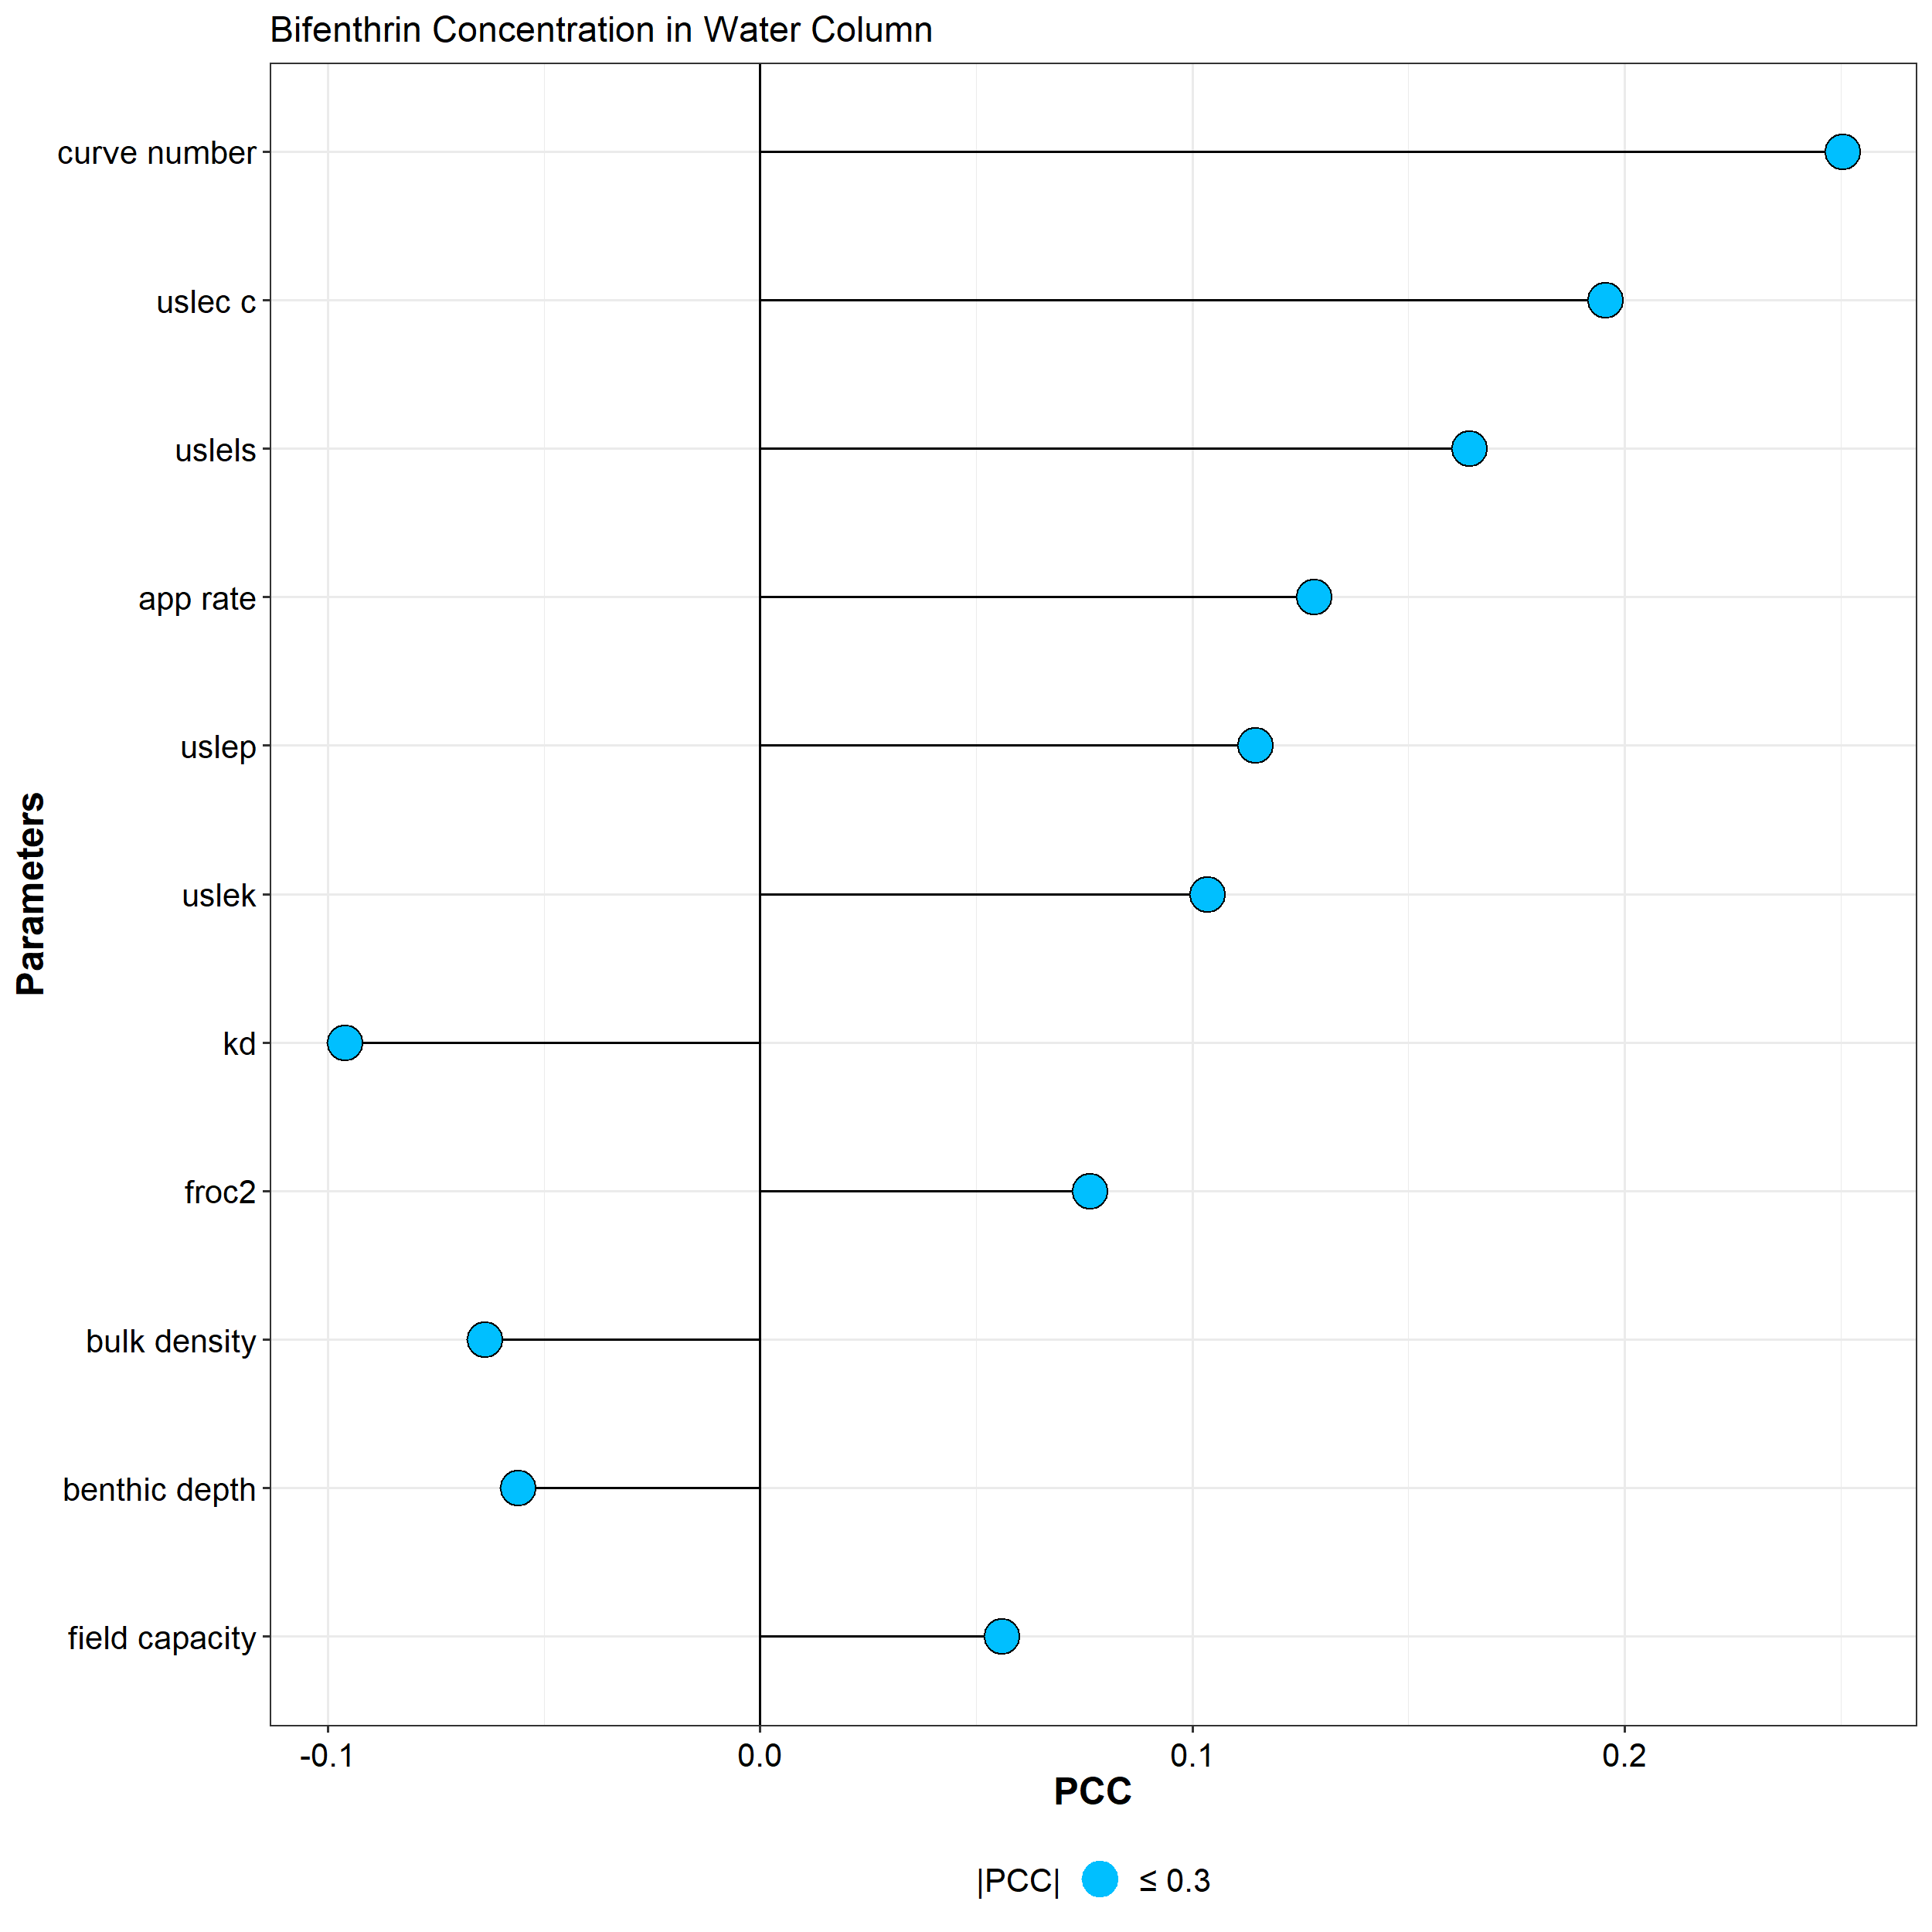 Bifenthrin Concentration in Water Column
curve number
uslec c
uslels
app rate
uslep
uslek
kd
froc2
bulk density
benthic depth
field capacity
Parameters
-0.1 0.0 0.1 0.2
PCC
|PCC| ≤ 0.3